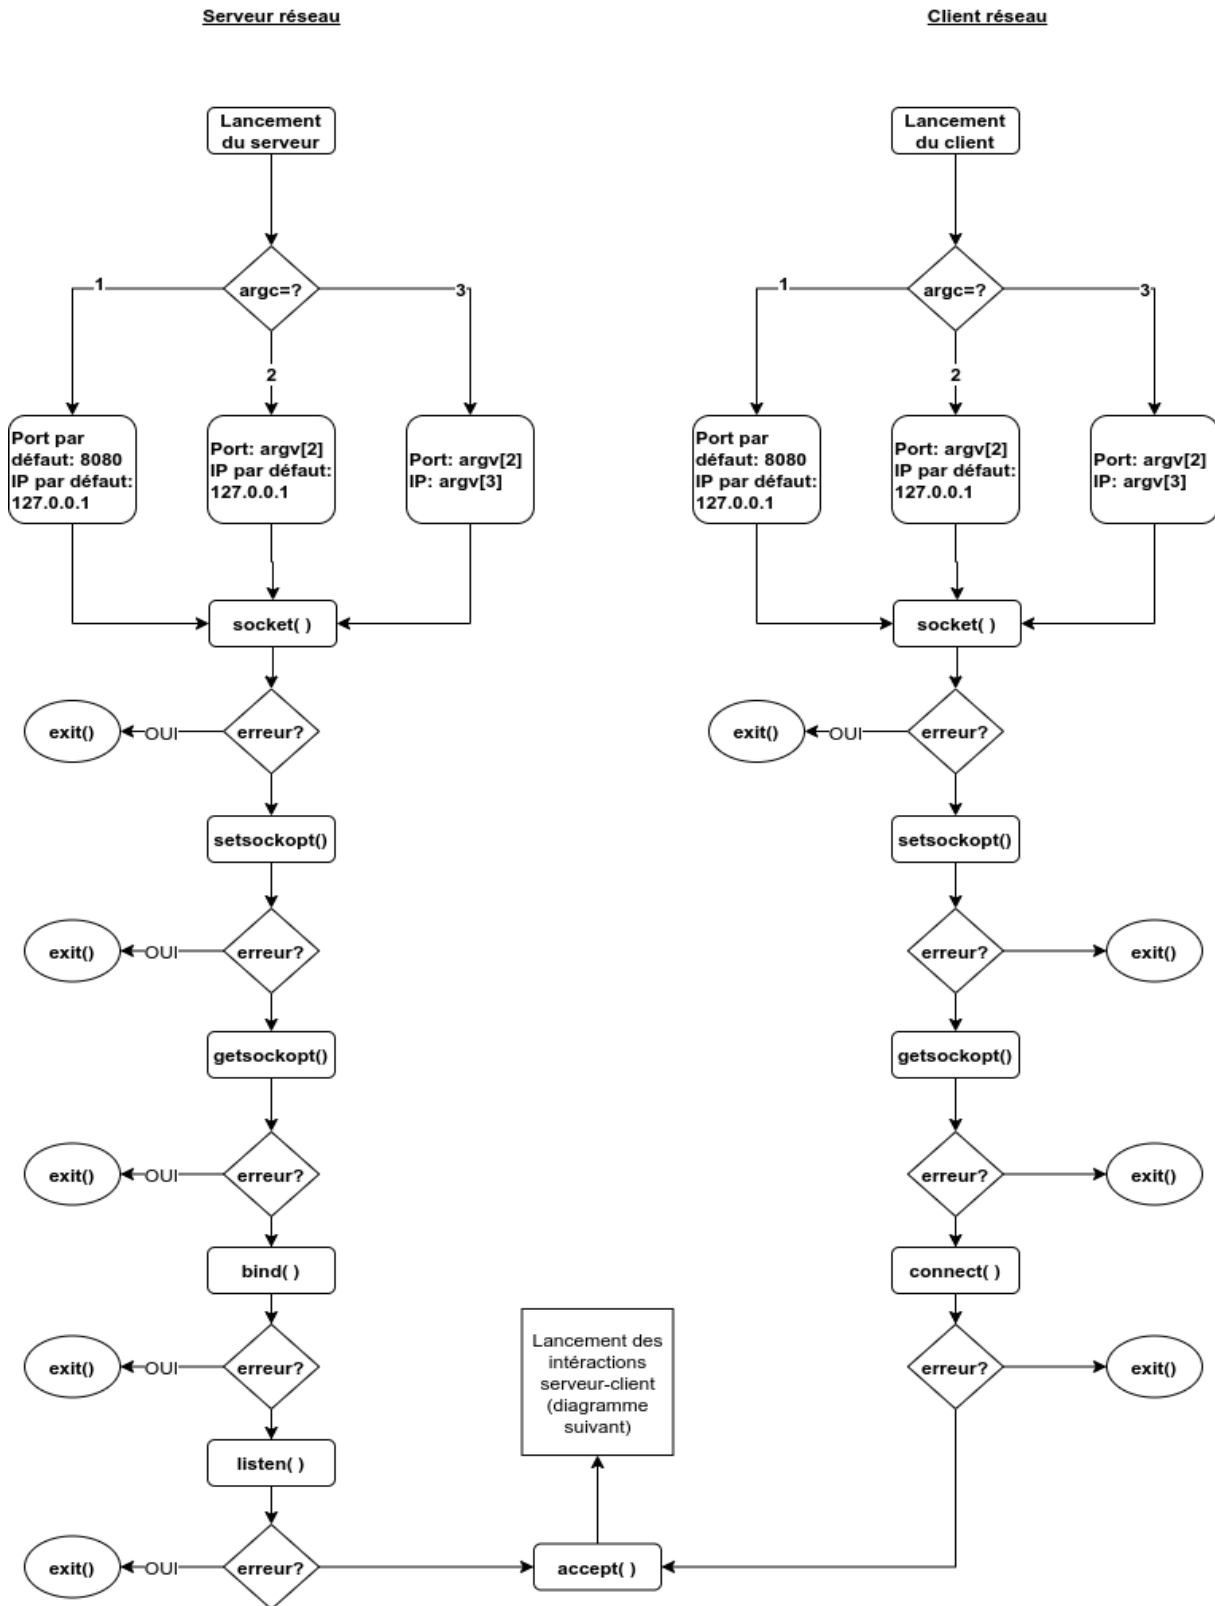 Serveur réseau
Client réseau
Lancement
du serveur
Lancement
du client
argc=?
1
2
3
argc=?
1
2
3
Port par
défaut: 8080
IP par défaut:
127.0.0.1
Port: argv[2]
IP par défaut:
127.0.0.1
Port: argv[2]
IP: argv[3]
Port par
défaut: 8080
IP par défaut:
127.0.0.1
Port: argv[2]
IP par défaut:
127.0.0.1
Port: argv[2]
IP: argv[3]
socket( )
socket( )
exit()
OUI
erreur?
exit()
OUI
erreur?
setsockopt()
setsockopt()
exit()
OUI
erreur?
erreur?
exit()
getsockopt()
getsockopt()
exit()
OUI
erreur?
erreur?
exit()
bind( )
connect( )
exit()
OUI
erreur?
Lancement des
intéractions
serveur-client
(diagramme
suivant)
erreur?
exit()
listen( )
exit()
OUI
erreur?
accept( )